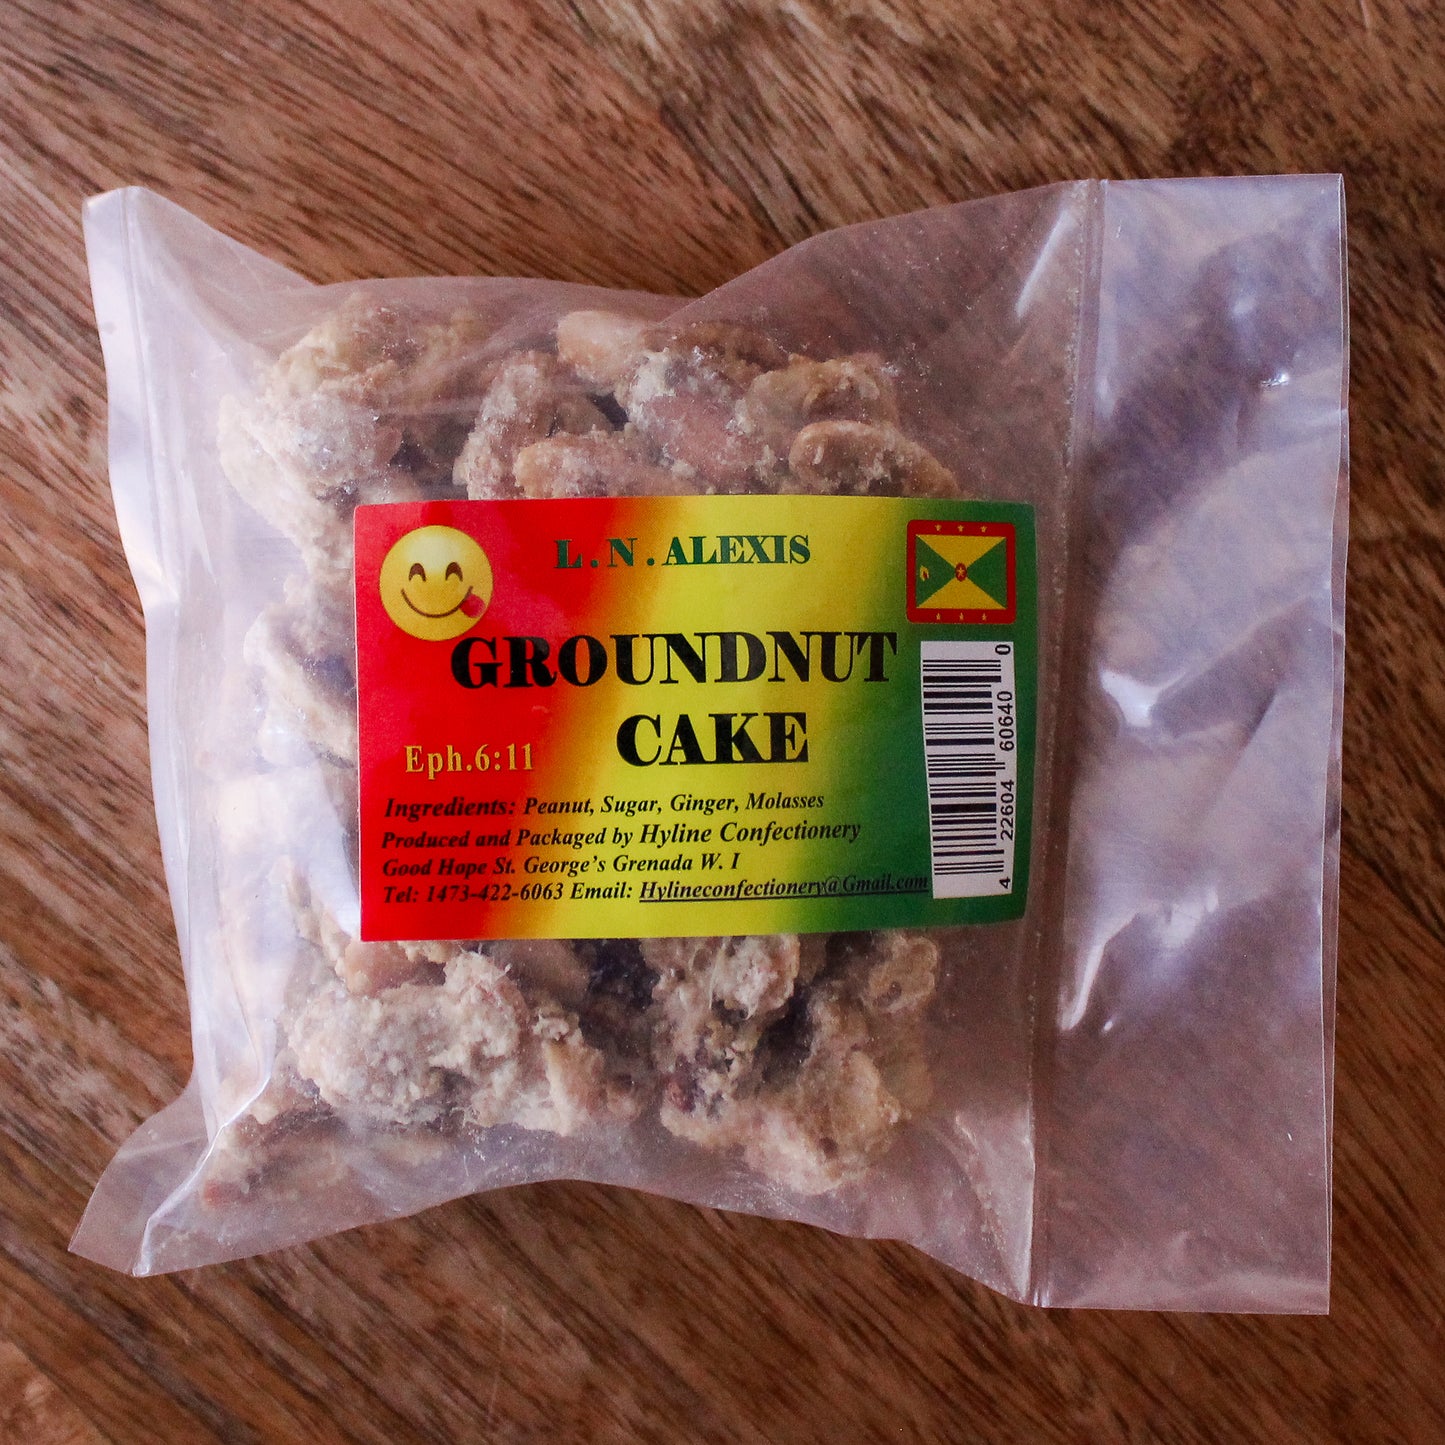 L. N. ALEXIS
GROUNDNUT
CAKE
Eph.6:11
Ingredients: Peanut, Sugar, Ginger, Molasses
Produced and Packaged by Hyline Confectionery
Good Hope St. George's Grenada W. I
Tel: 1473-422-6063 Email: Hylineconfectionery@Gmail.com
4 22604 60640 0